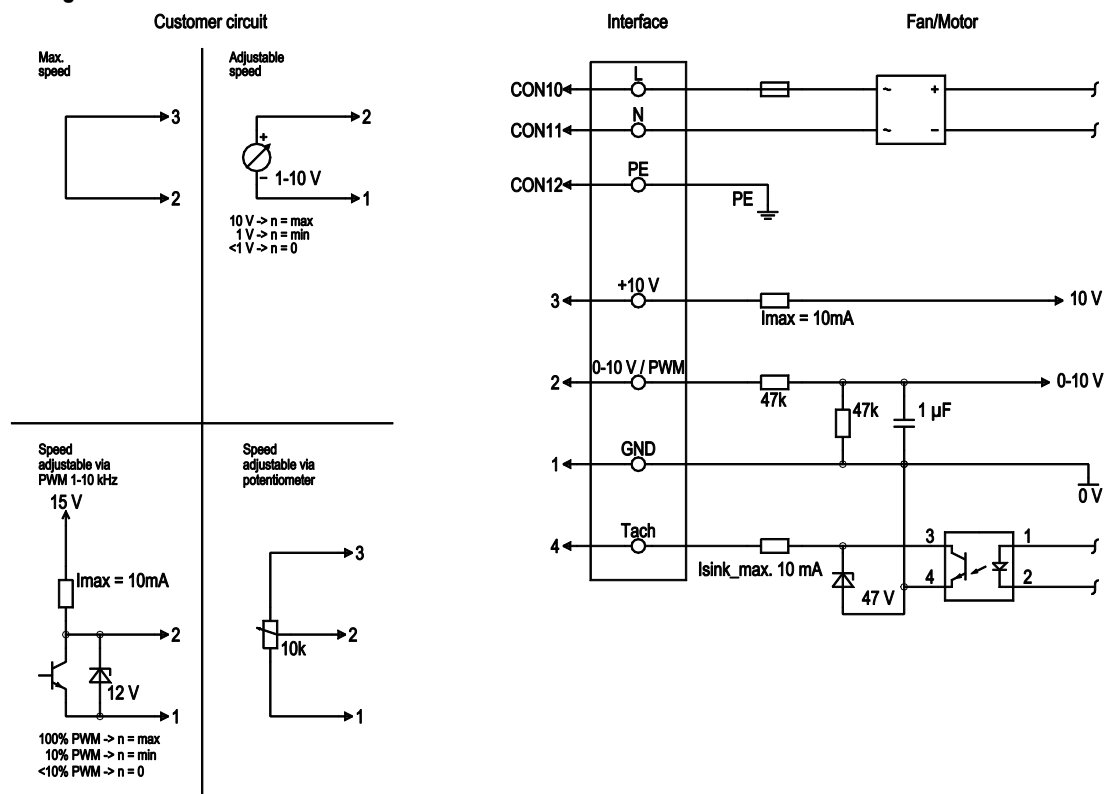 Customer circuit
Interface
Fan/Motor
Max.
speed
3
2
Adjustable
speed
2
+
– 1-10 V
1
10 V -> n = max
1 V -> n = min
<1 V -> n = 0
Speed
adjustable via
PWM 1-10 kHz
15 V
Imax = 10mA
2
12 V
1
100% PWM -> n = max
10% PWM -> n = min
<10% PWM -> n = 0
Speed
adjustable via
potentiometer
3
2
10k
1
L
CON10
~ +
N
CON11
~ –
PE
CON12
PE
+10 V
3
10 V
Imax = 10mA
0-10 V / PWM
2
0-10 V
47k
47k
1 µF
GND
1
0 V
Tach
4
3
1
Isink_max. 10 mA
4
2
47 V